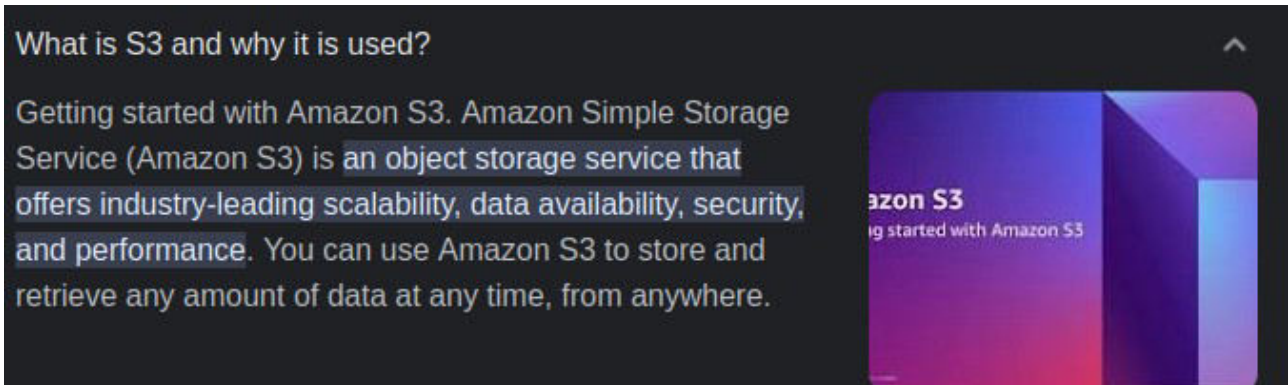 What is S3 and why it is used?
Getting started with Amazon S3. Amazon Simple Storage
Service (Amazon S3) is an object storage service that
offers industry-leading scalability, data availability, security,
and performance. You can use Amazon S3 to store and
retrieve any amount of data at any time, from anywhere.
azon S3
ng started with Amazon S3